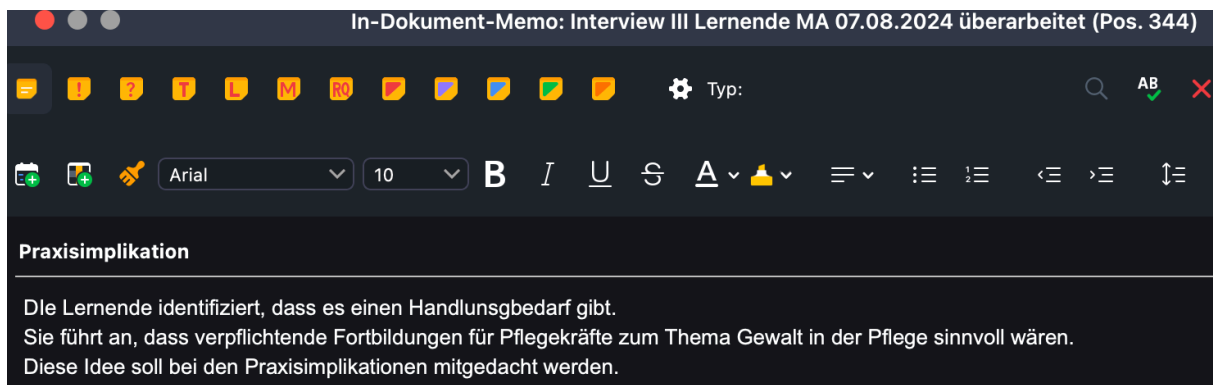 In-Dokument-Memo: Interview III Lernende MA 07.08.2024 überarbeitet (Pos. 344)
! ? T L M RQ Typ: AB
Arial 10 B I U S A
Praxisimplikation
DIe Lernende identifiziert, dass es einen Handlunsgbedarf gibt.
Sie führt an, dass verpflichtende Fortbildungen für Pflegekräfte zum Thema Gewalt in der Pflege sinnvoll wären.
Diese Idee soll bei den Praxisimplikationen mitgedacht werden.